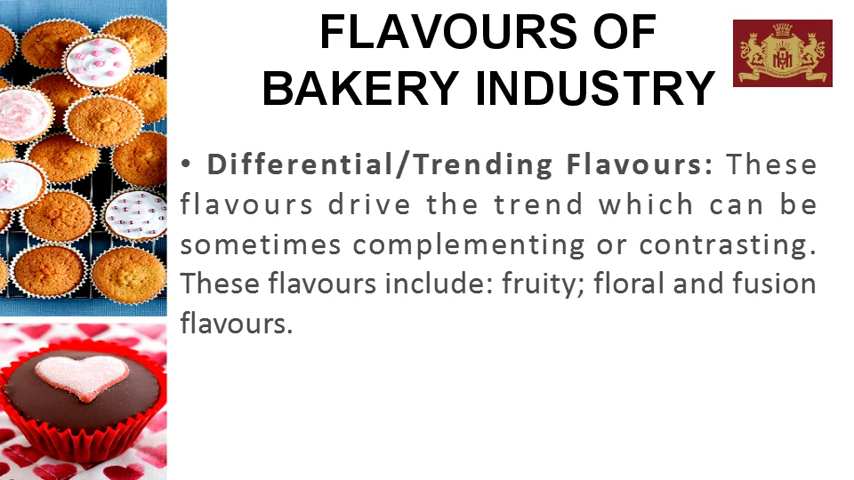 FLAVOURS OF
BAKERY INDUSTRY
• Differential/Trending Flavours: These
flavours drive the trend which can be
sometimes complementing or contrasting.
These flavours include: fruity; floral and fusion
flavours.